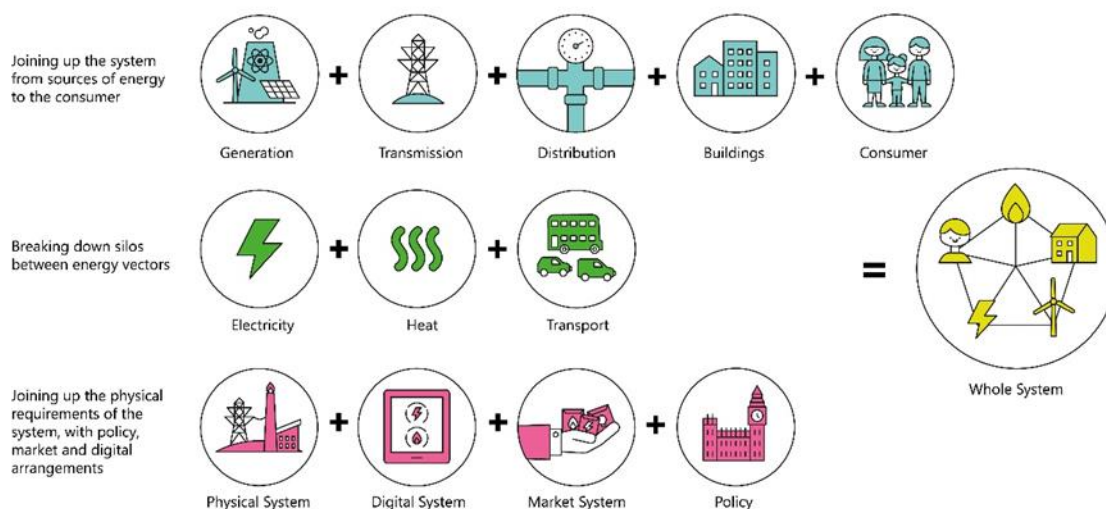 Joining up the system
from sources of energy
to the consumer
+
+
+
+
Generation
Transmission
Distribution
Buildings
Consumer
Breaking down silos
between energy vectors
+
+
=
Electricity
Heat
Transport
Whole System
Joining up the physical
requirements of the
system, with policy,
market and digital
arrangements
+
+
+
Physical System
Digital System
Market System
Policy